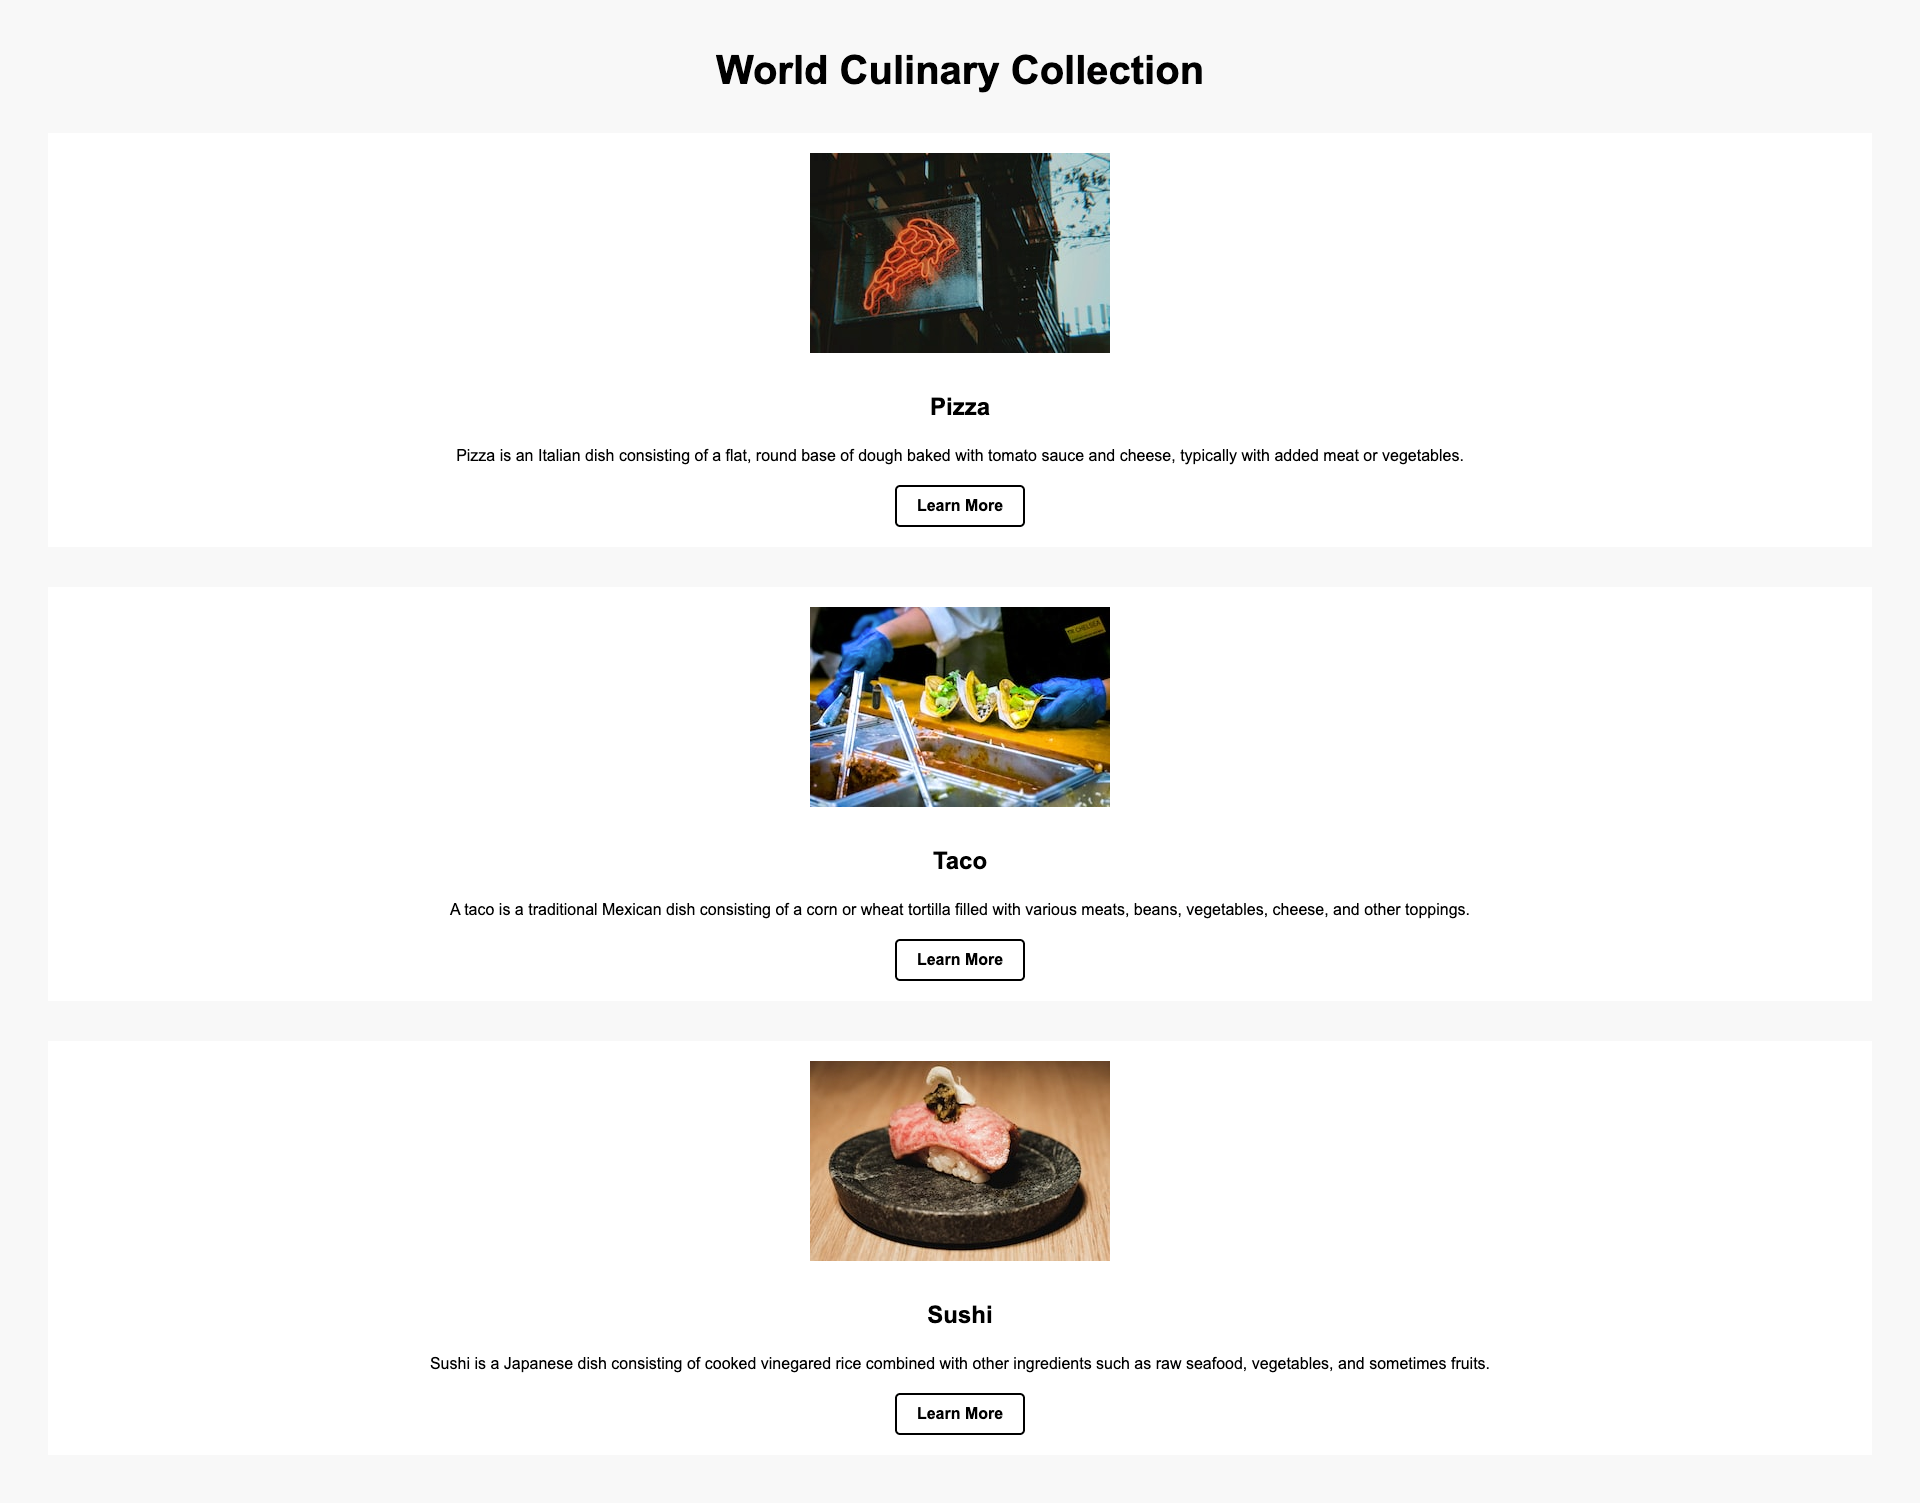 World Culinary Collection
Pizza
Pizza is an Italian dish consisting of a flat, round base of dough baked with tomato sauce and cheese, typically with added meat or vegetables.
Learn More
CHELSEA
Taco
A taco is a traditional Mexican dish consisting of a corn or wheat tortilla filled with various meats, beans, vegetables, cheese, and other toppings.
Learn More
Sushi
Sushi is a Japanese dish consisting of cooked vinegared rice combined with other ingredients such as raw seafood, vegetables, and sometimes fruits.
Learn More